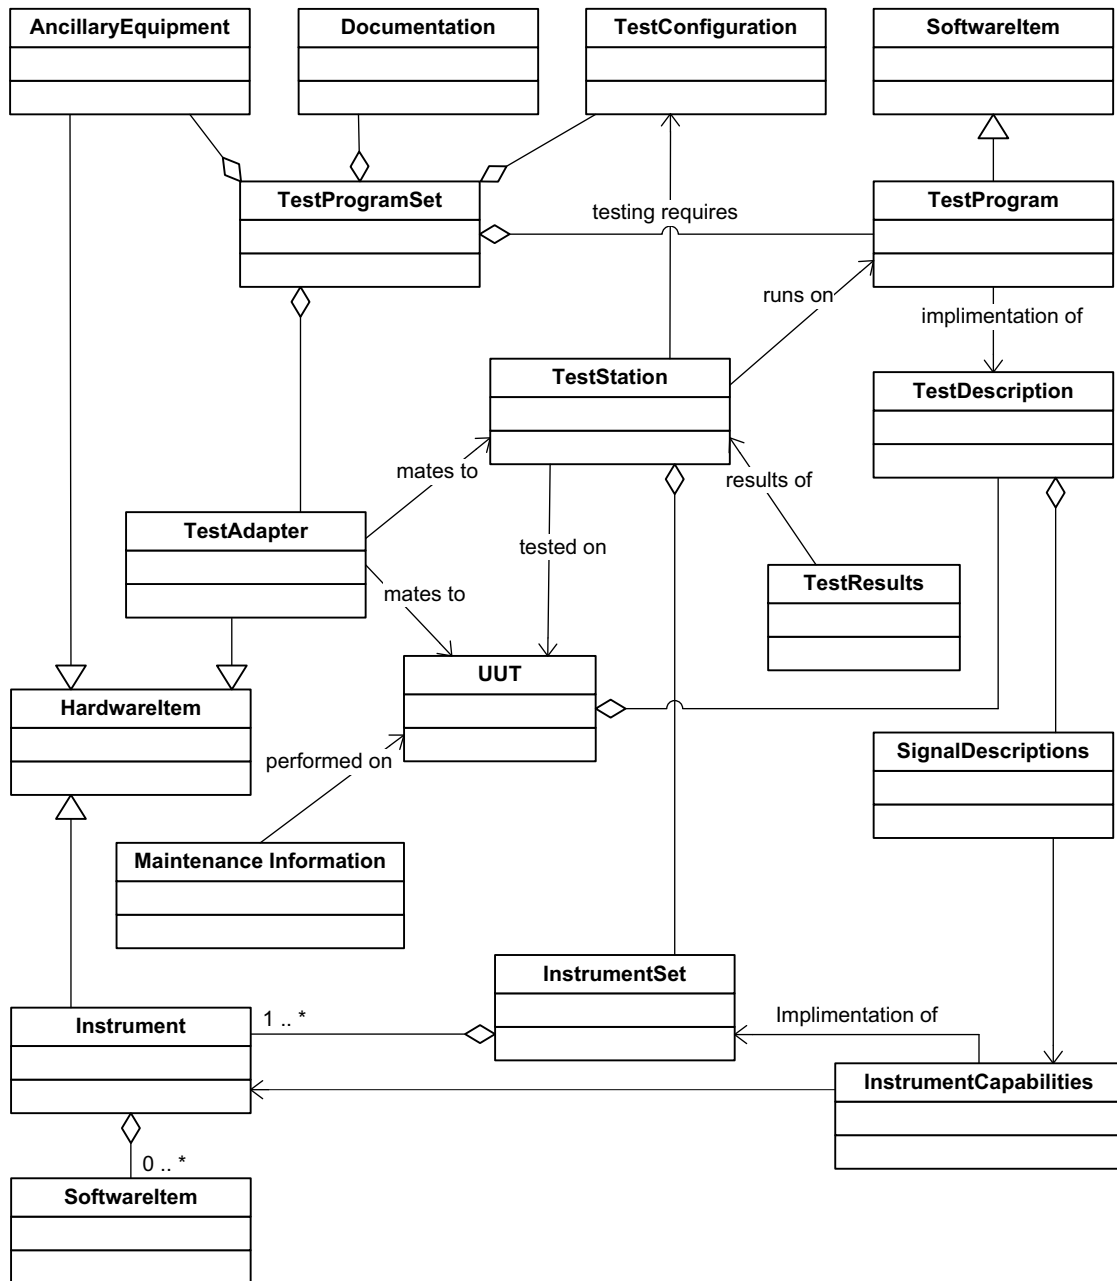 AncillaryEquipment
Documentation
TestConfiguration
SoftwareItem
TestProgramSet
TestProgram
testing requires
runs on
implimentation of
TestStation
TestDescription
mates to
results of
TestAdapter
tested on
TestResults
mates to
UUT
HardwareItem
performed on
SignalDescriptions
Maintenance Information
InstrumentSet
Instrument
1 .. *
Implimentation of
InstrumentCapabilities
0 .. *
SoftwareItem